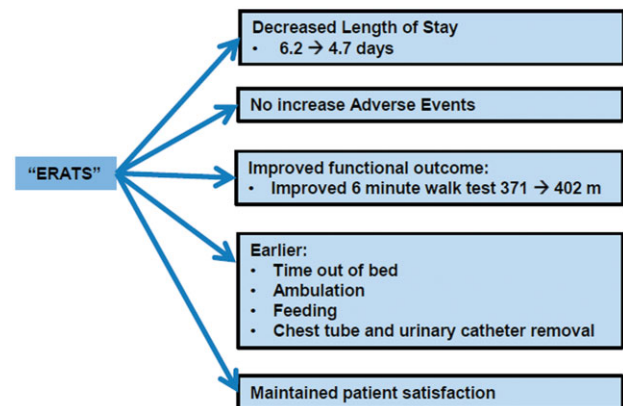 Decreased Length of Stay
• 6.2 → 4.7 days
No increase Adverse Events
"ERATS"
Improved functional outcome:
• Improved 6 minute walk test 371 → 402 m
Earlier:
• Time out of bed
• Ambulation
• Feeding
• Chest tube and urinary catheter removal
Maintained patient satisfaction